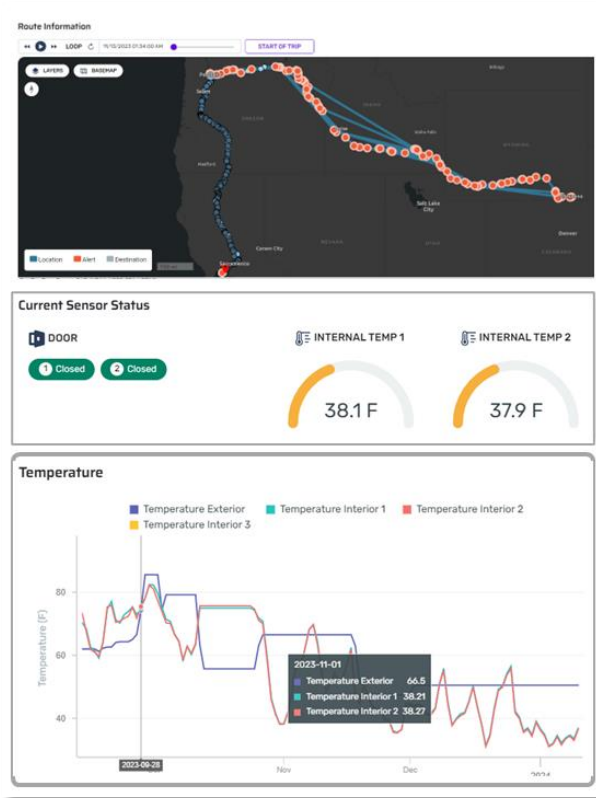 Route Information
LOOP 11/13/2023 01:34:00 AM START OF TRIP
LAYERS BASEMAP
Salem
Medford
Idaho Falls
Salt Lake
City
Carson City
Denver
Sacramento
Location Alert Destination
Current Sensor Status
DOOR INTERNAL TEMP 1 INTERNAL TEMP 2
1 Closed 2 Closed
38.1 F 37.9 F
Temperature
Temperature Exterior Temperature Interior 1 Temperature Interior 2
Temperature Interior 3
80
60
40
Temperature (F)
2023-11-01
Temperature Exterior 66.5
Temperature Interior 1 38.21
Temperature Interior 2 38.27
2023-09-28 Nov Dec 2024